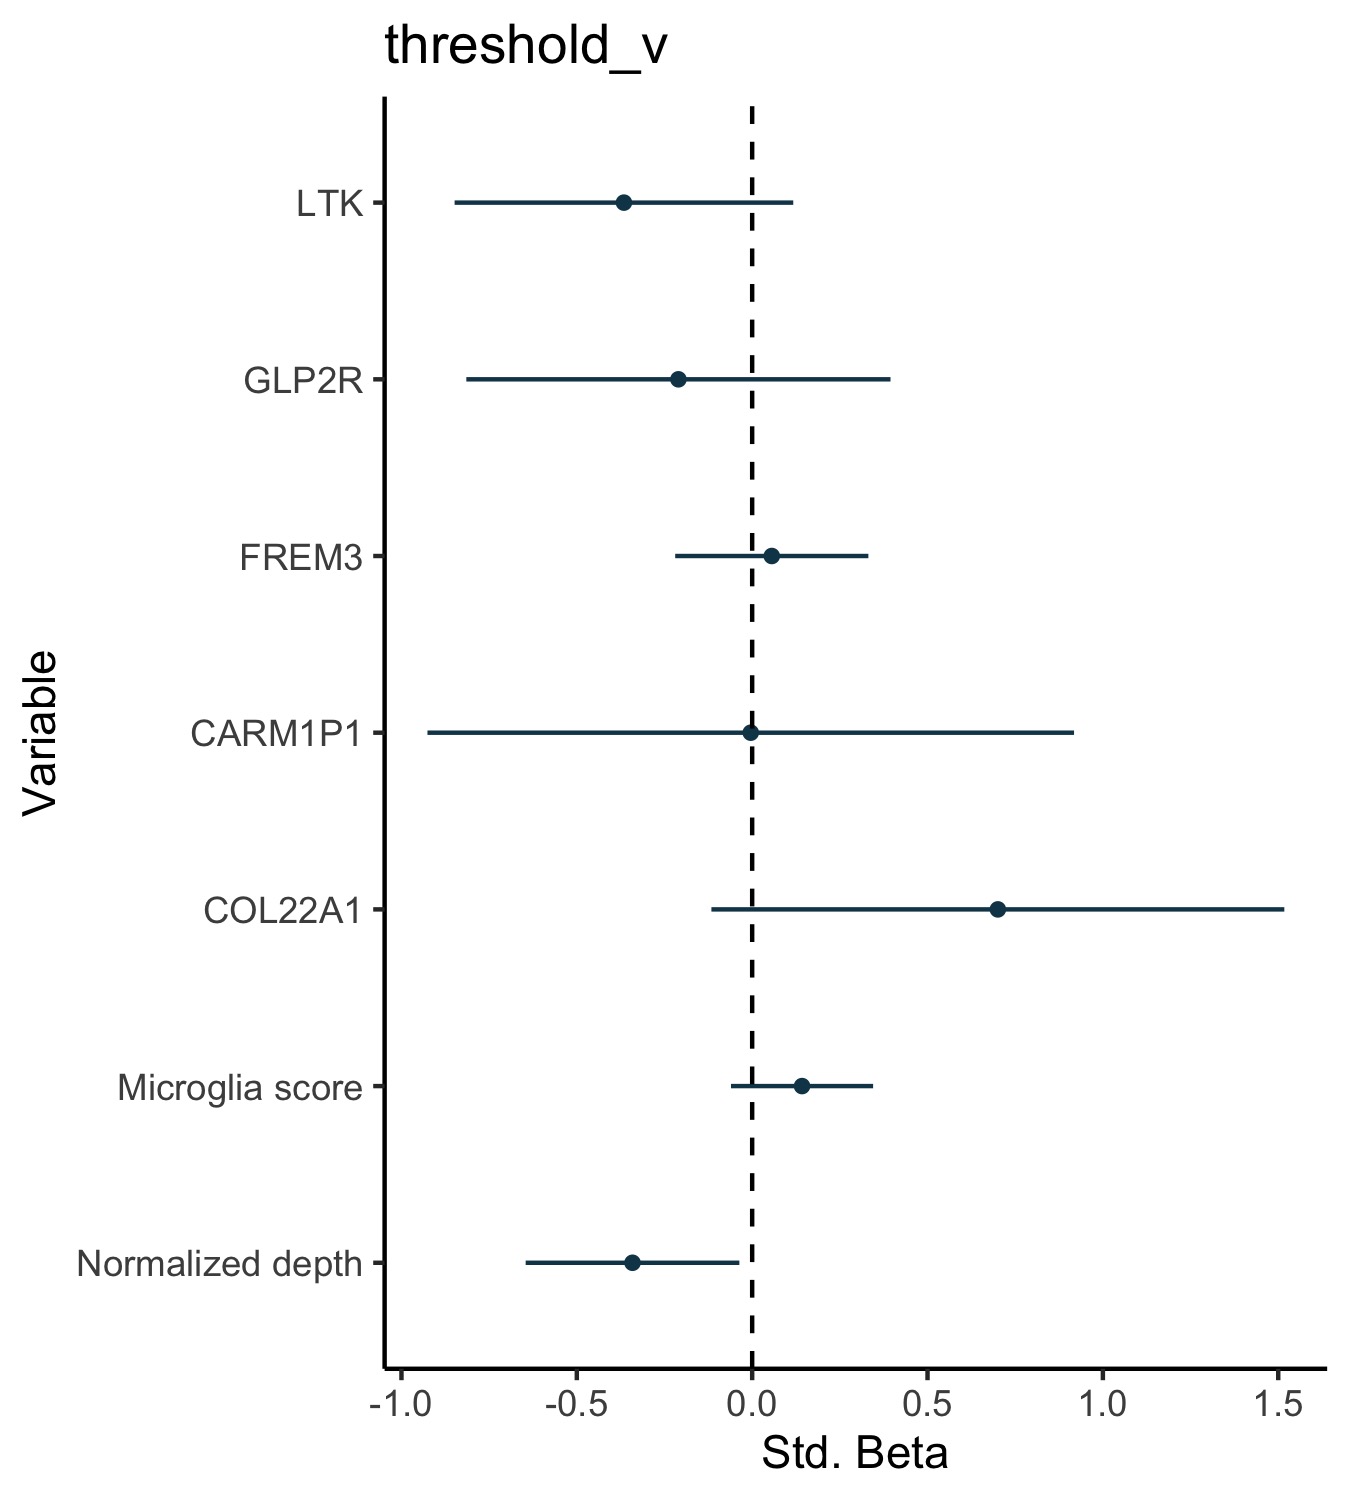 threshold_v
LTK
GLP2R
FREM3
CARM1P1
COL22A1
Microglia score
Normalized depth
Variable
-1.0 -0.5 0.0 0.5 1.0 1.5
Std. Beta